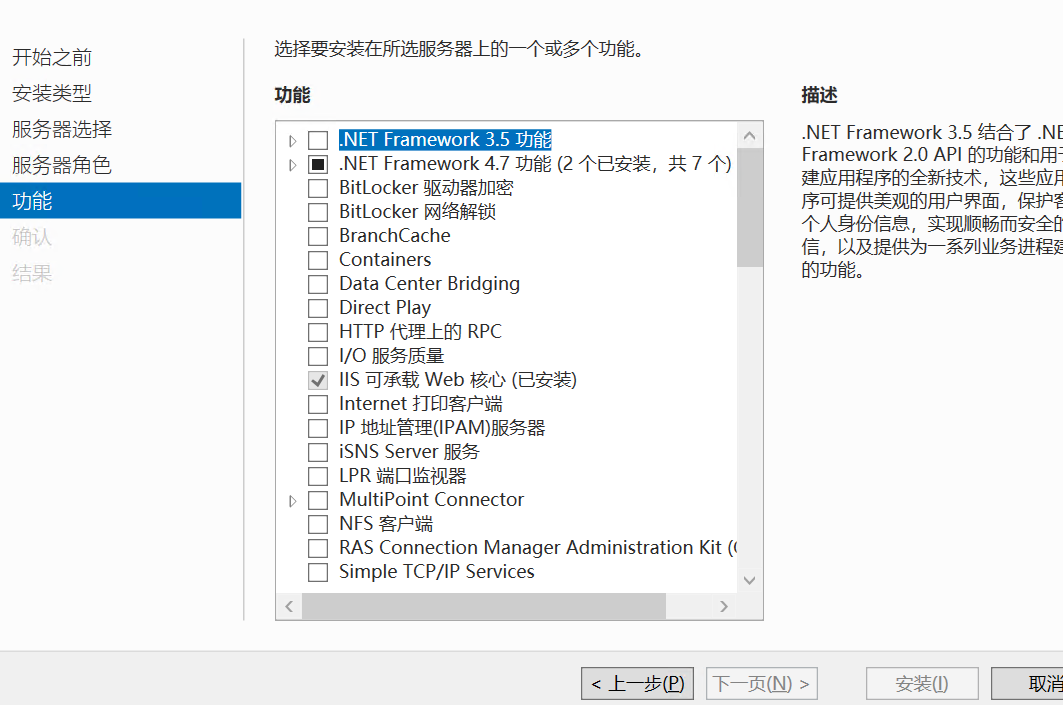 选择要安装在所选服务器上的一个或多个功能。
开始之前
安装类型
服务器选择
服务器角色
功能
确认
结果
功能
.NET Framework 3.5 功能
.NET Framework 4.7 功能 (2 个已安装，共 7 个)
BitLocker 驱动器加密
BitLocker 网络解锁
BranchCache
Containers
Data Center Bridging
Direct Play
HTTP 代理上的 RPC
I/O 服务质量
IIS 可承载 Web 核心 (已安装)
Internet 打印客户端
IP 地址管理(IPAM)服务器
iSNS Server 服务
LPR 端口监视器
MultiPoint Connector
NFS 客户端
RAS Connection Manager Administration Kit (
Simple TCP/IP Services
描述
.NET Framework 3.5 结合了 .NE
Framework 2.0 API 的功能和用于
建应用程序的全新技术，这些应用
序可提供美观的用户界面，保护客
个人身份信息，实现顺畅而安全的
信，以及提供为一系列业务进程建
的功能。
< 上一步(P)
下一页(N) >
安装(I)
取消